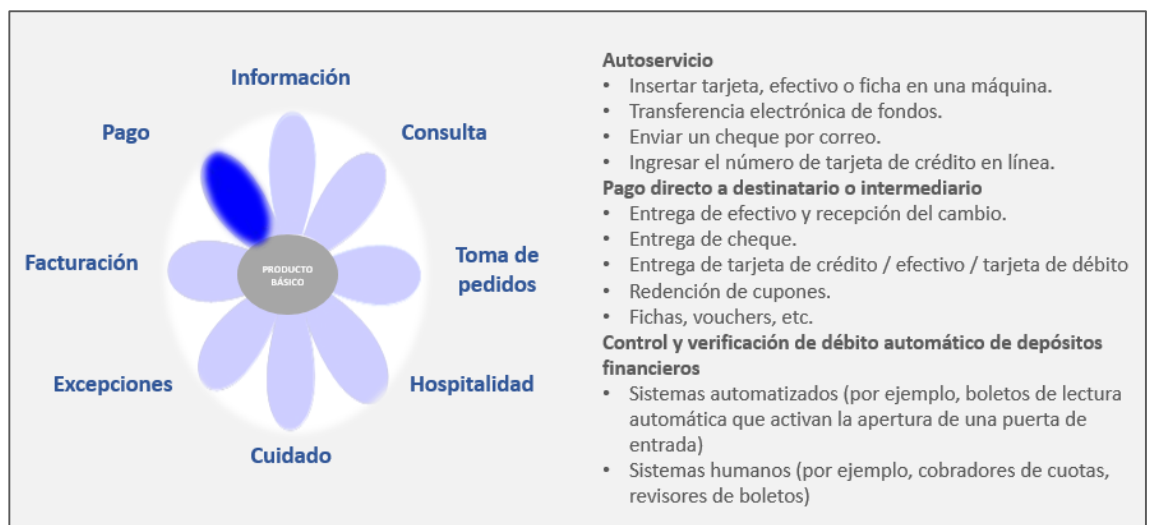 Información
Pago
Consulta
Facturación
PRODUCTO
BÁSICO
Toma de
pedidos
Excepciones
Hospitalidad
Cuidado
Autoservicio
• Insertar tarjeta, efectivo o ficha en una máquina.
• Transferencia electrónica de fondos.
• Enviar un cheque por correo.
• Ingresar el número de tarjeta de crédito en línea.
Pago directo a destinatario o intermediario
• Entrega de efectivo y recepción del cambio.
• Entrega de cheque.
• Entrega de tarjeta de crédito / efectivo / tarjeta de débito
• Redención de cupones.
• Fichas, vouchers, etc.
Control y verificación de débito automático de depósitos
financieros
• Sistemas automatizados (por ejemplo, boletos de lectura
automática que activan la apertura de una puerta de
entrada)
• Sistemas humanos (por ejemplo, cobradores de cuotas,
revisores de boletos)